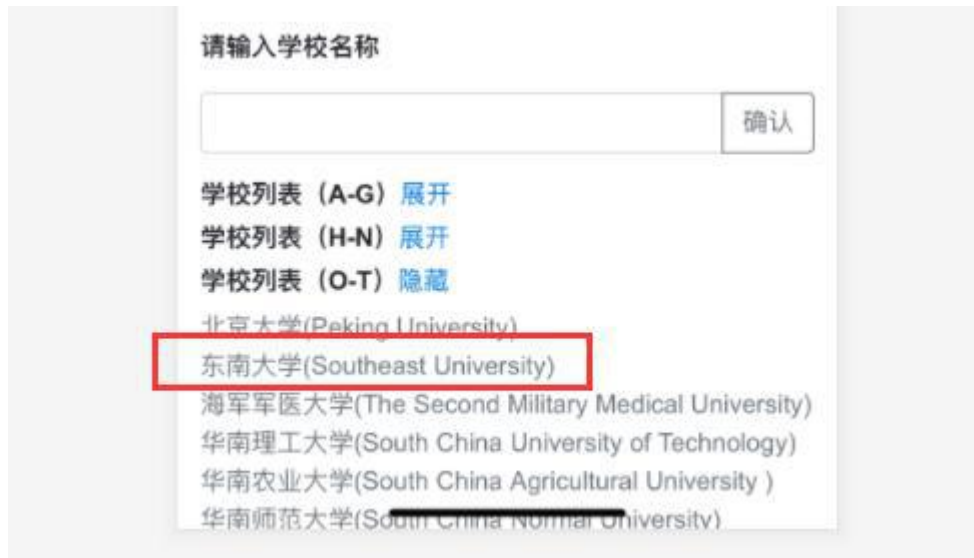 请输入学校名称
确认
学校列表（A-G）展开
学校列表（H-N）展开
学校列表（O-T）隐藏
北京大学(Peking University)
东南大学(Southeast University)
海军军医大学(The Second Military Medical University)
华南理工大学(South China University of Technology)
华南农业大学(South China Agricultural University )
华南师范大学(South China Normal University)